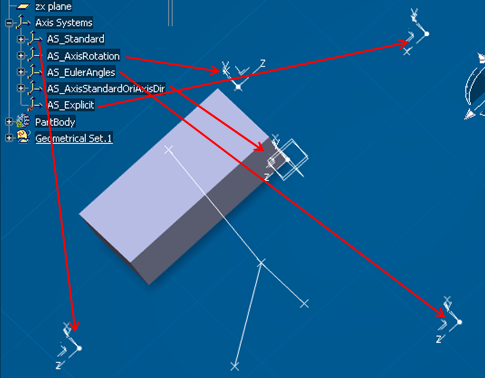 zx plane
Axis Systems
AS_Standard
AS_AxisRotation
AS_EulerAngles
AS_AxisStandardOriAxisDir
AS_Explicit
PartBody
Geometrical Set.1
z
z
z
z